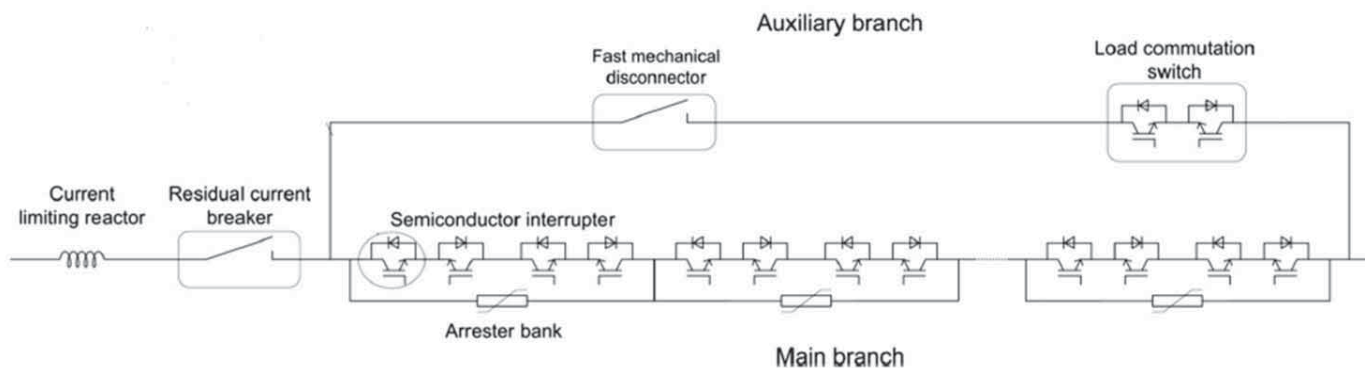 Auxiliary branch
Fast mechanical
disconnector
Load commutation
switch
Current
limiting reactor
Residual current
breaker
Semiconductor interrupter
Arrester bank
Main branch